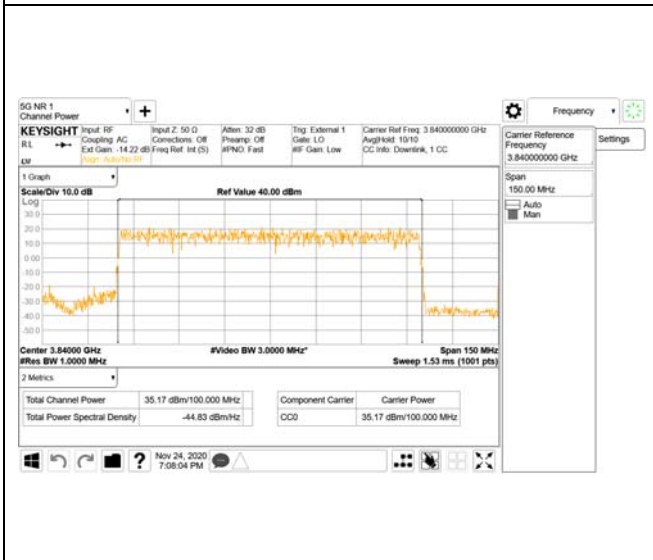 5G NR 1
Channel Power
Frequency
KEYSIGHT
RL
Input: RF
Coupling: AC
Ext Gain: -14.22 dB
Align: Auto/No RF
Input Z: 50 Ω
Corrections: Off
Freq Ref: Int (S)
Atten: 32 dB
Preamp: Off
#PNO: Fast
Trig: External 1
Gate: LO
#IF Gain: Low
Carrier Ref Freq: 3.840000000 GHz
Avg|Hold: 10/10
CC Info: Downlink, 1 CC
Carrier Reference
Frequency
3.840000000 GHz
Settings
Span
150.00 MHz
Auto
Man
1 Graph
Scale/Div 10.0 dB
Ref Value 40.00 dBm
Log
30.0
20.0
10.0
0.00
-10.0
-20.0
-30.0
-40.0
-50.0
Center 3.84000 GHz
#Video BW 3.0000 MHz*
Span 150 MHz
#Res BW 1.0000 MHz
Sweep 1.53 ms (1001 pts)
2 Metrics
Total Channel Power 35.17 dBm/100.000 MHz
Total Power Spectral Density -44.83 dBm/Hz
Component Carrier Carrier Power
CC0 35.17 dBm/100.000 MHz
Nov 24, 2020
7:08:04 PM